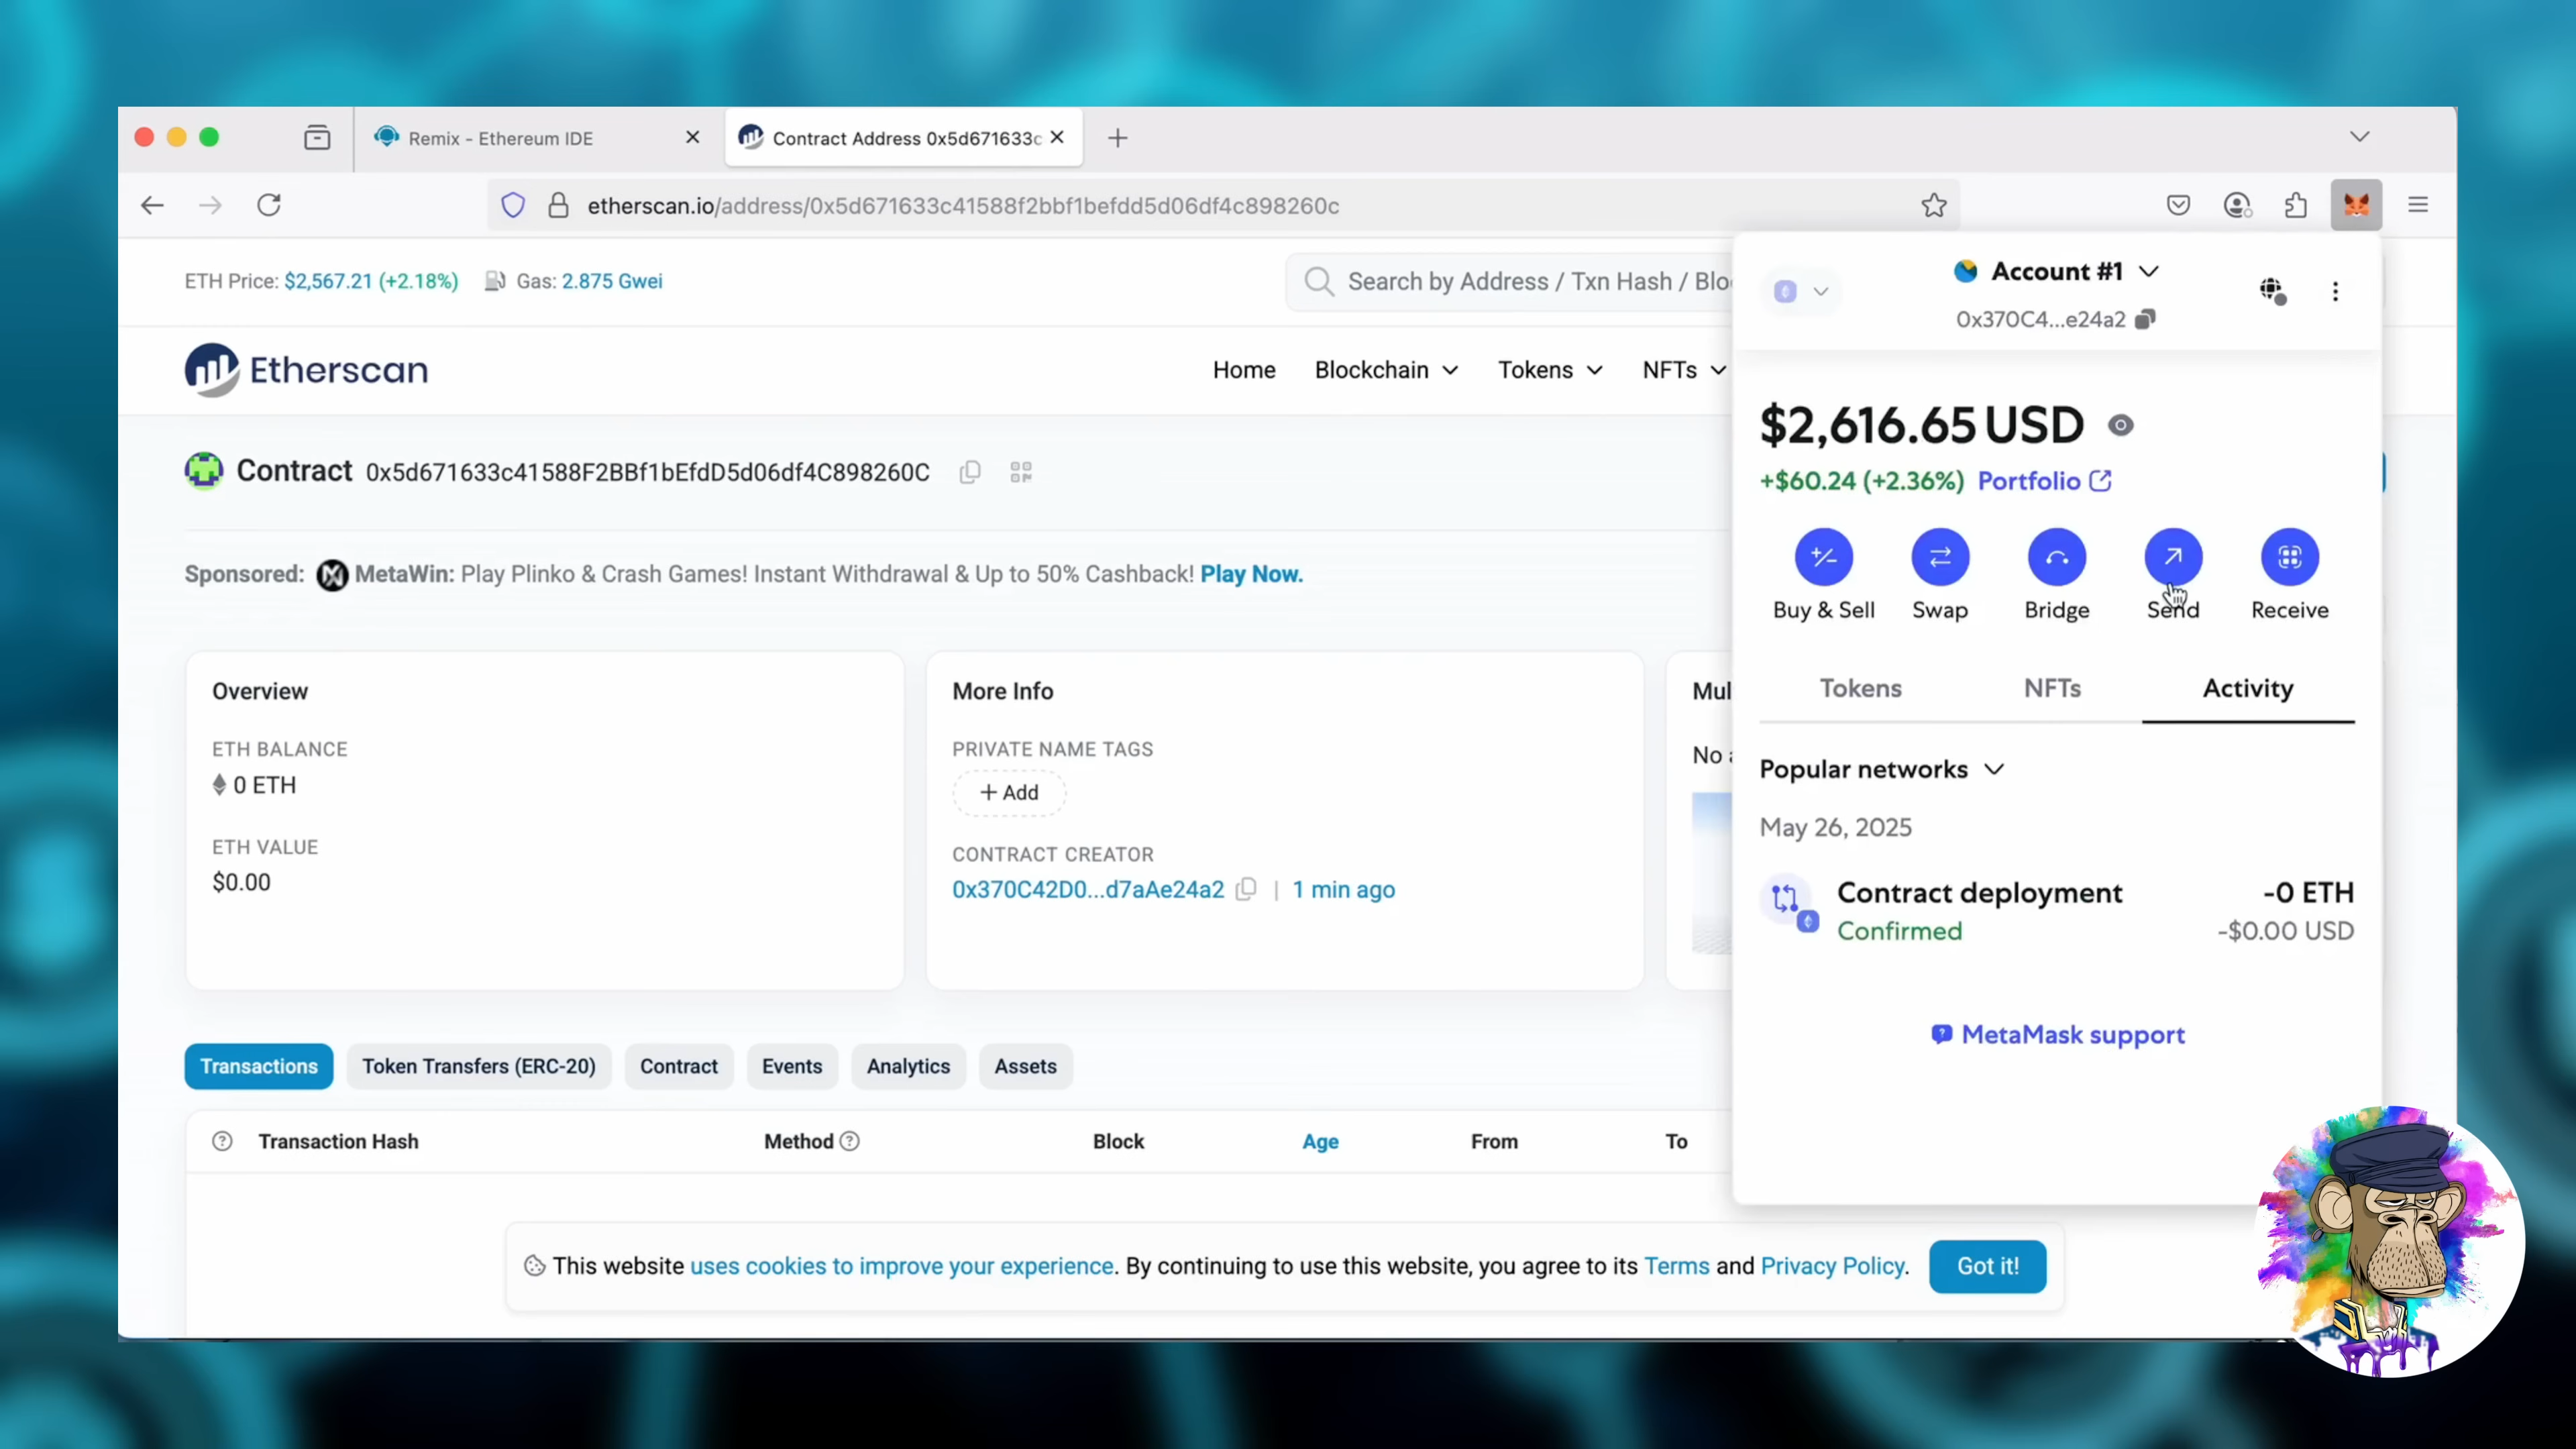 Remix - Ethereum IDE
Contract Address 0x5d671633c
etherscan.io/address/0x5d671633c41588f2bbf1befdd5d06df4c898260c
ETH Price: $2,567.21 (+2.18%)
Gas: 2.875 Gwei
Search by Address / Txn Hash / Blo
Etherscan
Home
Blockchain
Tokens
NFTs
Contract 0x5d671633c41588F2BBf1bEfdD5d06df4C898260C
Sponsored: MetaWin: Play Plinko & Crash Games! Instant Withdrawal & Up to 50% Cashback! Play Now.
Overview
ETH BALANCE
0 ETH
ETH VALUE
$0.00
More Info
PRIVATE NAME TAGS
+ Add
CONTRACT CREATOR
0x370C42D0...d7aAe24a2 | 1 min ago
Mul
No a
Transactions
Token Transfers (ERC-20)
Contract
Events
Analytics
Assets
Transaction Hash
Method
Block
Age
From
To
This website uses cookies to improve your experience. By continuing to use this website, you agree to its Terms and Privacy Policy.
Got it!
Account #1
0x370C4...e24a2
$2,616.65 USD
+$60.24 (+2.36%) Portfolio
Buy & Sell
Swap
Bridge
Send
Receive
Tokens
NFTs
Activity
Popular networks
May 26, 2025
Contract deployment
-0 ETH
Confirmed
-$0.00 USD
MetaMask support